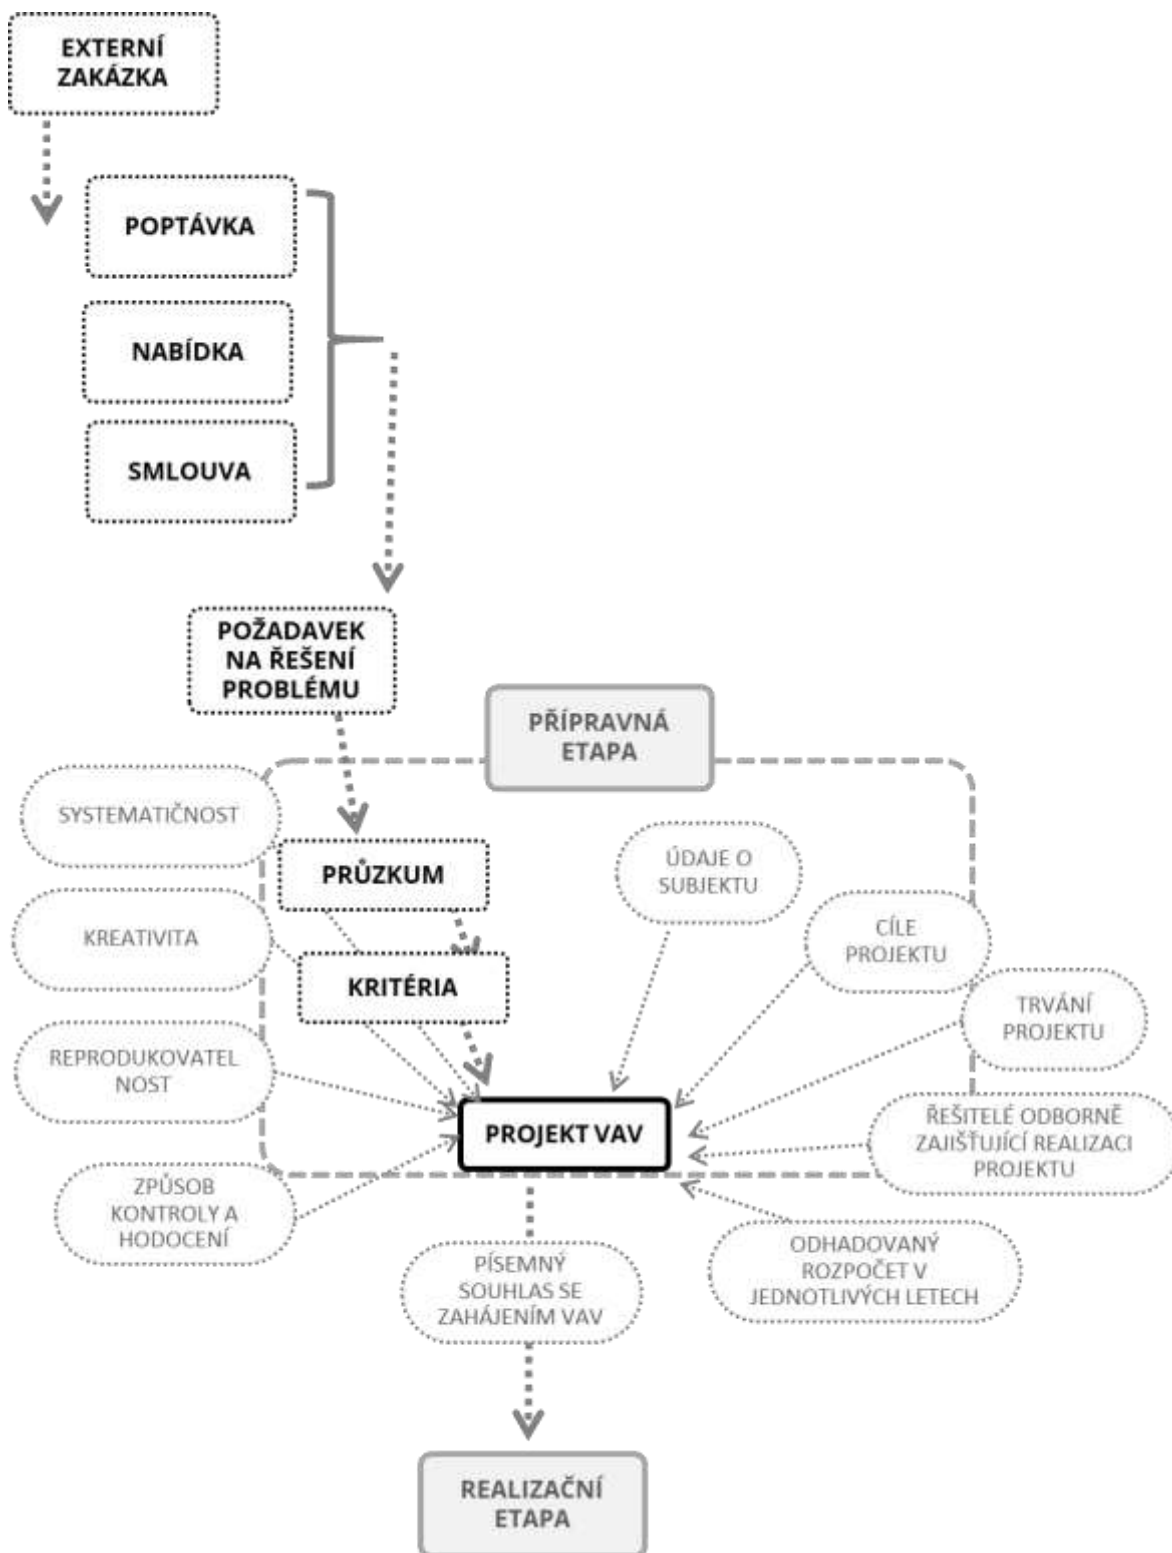 EXTERNÍ
ZAKÁZKA
POPTÁVKA
NABÍDKA
SMLOUVA
POŽADAVEK
NA ŘEŠENÍ
PROBLÉMU
PŘÍPRAVNÁ
ETAPA
SYSTEMATIČNOST
PRŮZKUM
ÚDAJE O
SUBJEKTU
KREATIVITA
CÍLE
PROJEKTU
KRITÉRIA
TRVÁNÍ
PROJEKTU
REPRODUKOVATEL
NOST
PROJEKT VAV
ŘEŠITELÉ ODBORNĚ
ZAJIŠŤUJÍCÍ REALIZACI
PROJEKTU
ZPŮSOB
KONTROLY A
HODOCENÍ
PÍSEMNÝ
SOUHLAS SE
ZAHÁJENÍM VAV
ODHADOVANÝ
ROZPOČET V
JEDNOTLIVÝCH LETECH
REALIZAČNÍ
ETAPA